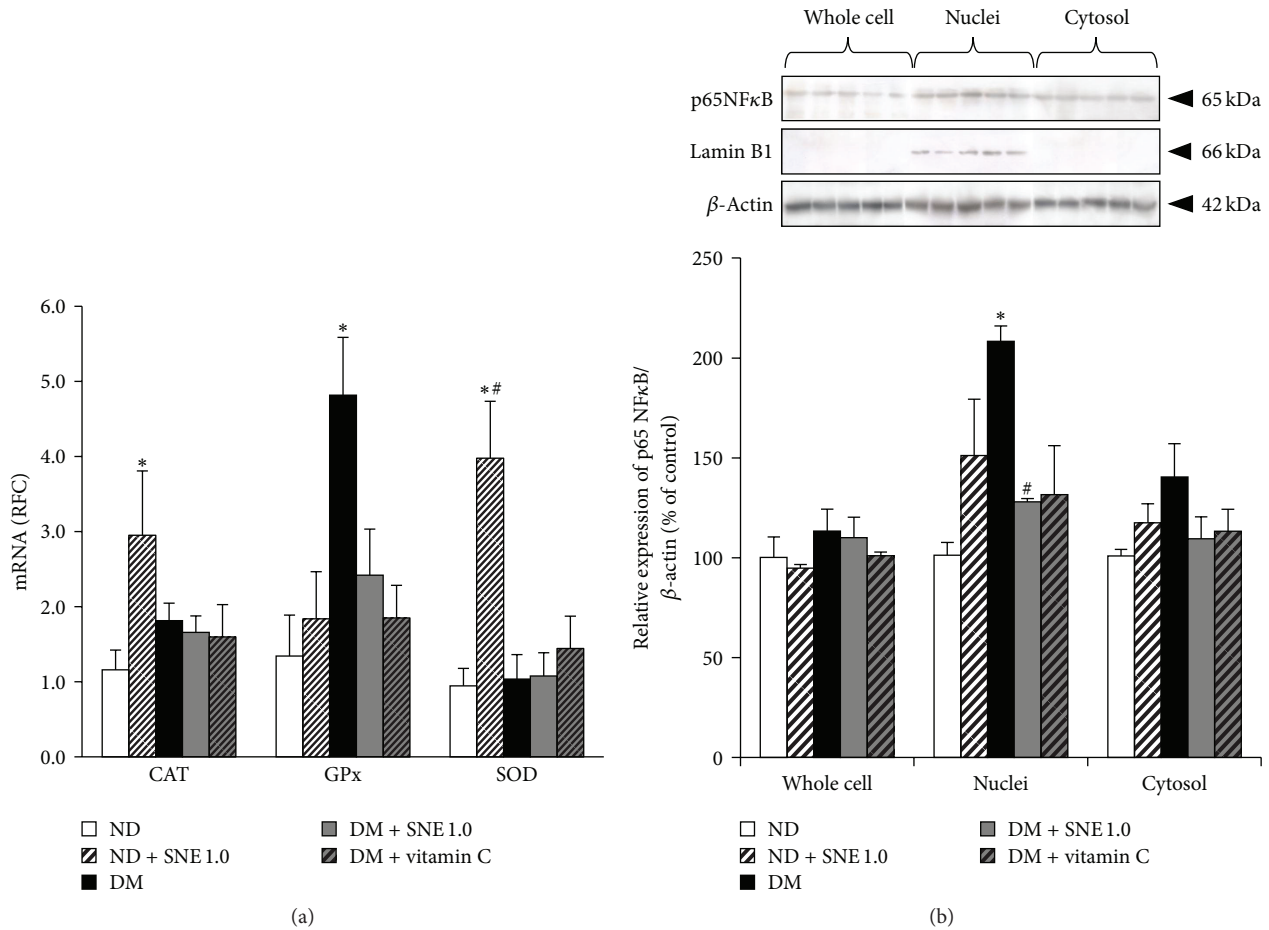 6.0
5.0
4.0
3.0
2.0
1.0
0.0
mRNA (RFC)
*
*
*#
CAT GPx SOD
ND
ND + SNE 1.0
DM
DM + SNE 1.0
DM + vitamin C
(a)
Whole cell Nuclei Cytosol
p65NFκB 65 kDa
Lamin B1 66 kDa
β-Actin 42 kDa
250
200
150
100
50
0
Relative expression of p65 NFκB/
β-actin (% of control)
*
#
Whole cell Nuclei Cytosol
ND
ND + SNE 1.0
DM
DM + SNE 1.0
DM + vitamin C
(b)